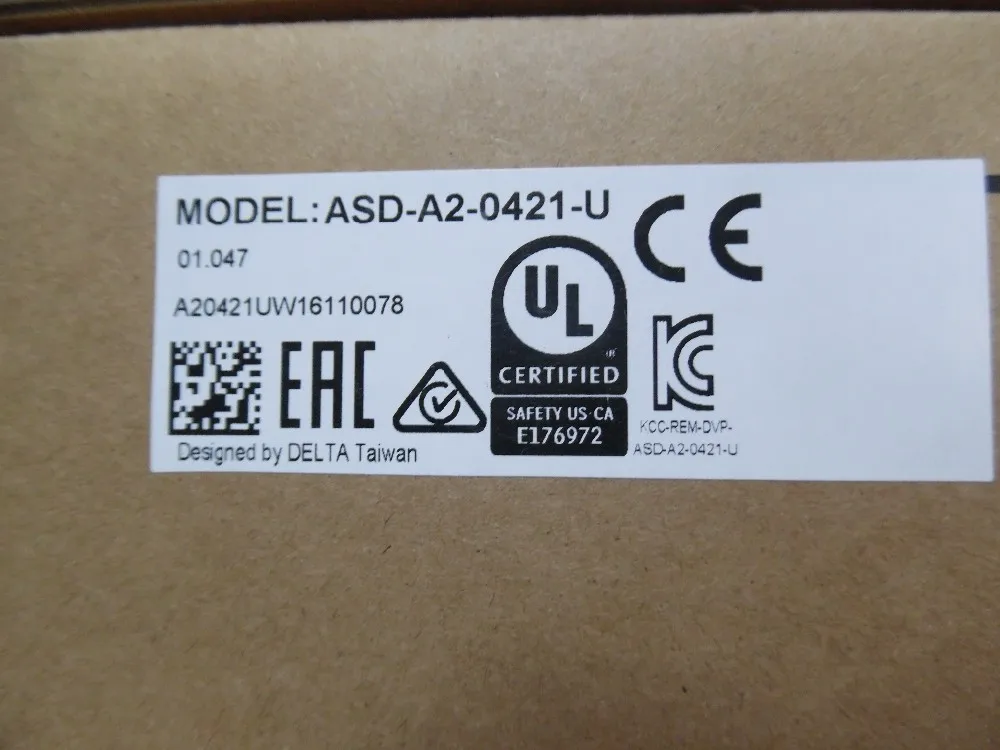 MODEL: ASD-A2-0421-U
01.047
A20421UW16110078
CE
UL
®
CERTIFIED
SAFETY US·CA
E176972
EAC
KC
KCC-REM-DVP-
ASD-A2-0421-U
Designed by DELTA Taiwan